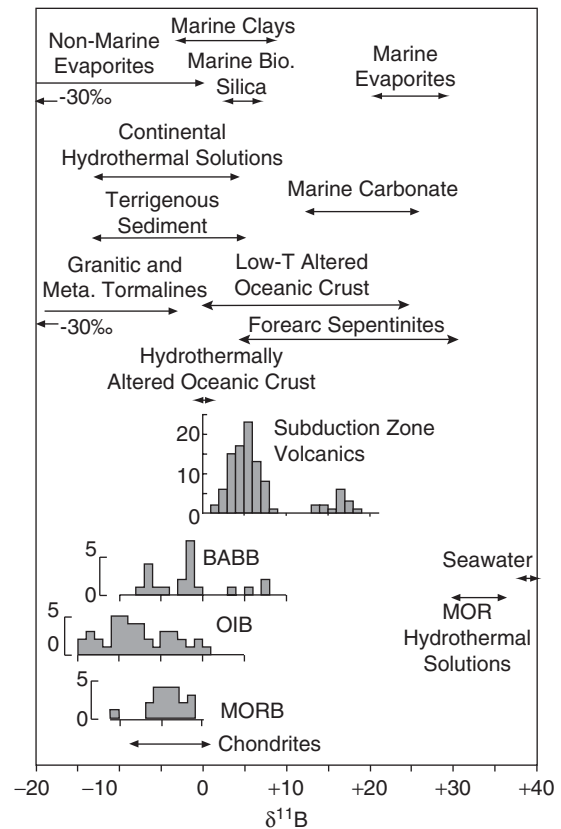 Marine Clays
Non-Marine
Evaporites
Marine Bio.
Silica
Marine
Evaporites
-30‰
Continental
Hydrothermal Solutions
Marine Carbonate
Terrigenous
Sediment
Granitic and
Meta. Tormalines
Low-T Altered
Oceanic Crust
-30‰
Forearc Sepentinites
Hydrothermally
Altered Oceanic Crust
20
10
0
Subduction Zone
Volcanics
5
0
BABB
Seawater
5
0
OIB
MOR
Hydrothermal
Solutions
5
0
MORB
Chondrites
−20 −10 0 +10 +20 +30 +40
δ¹¹B